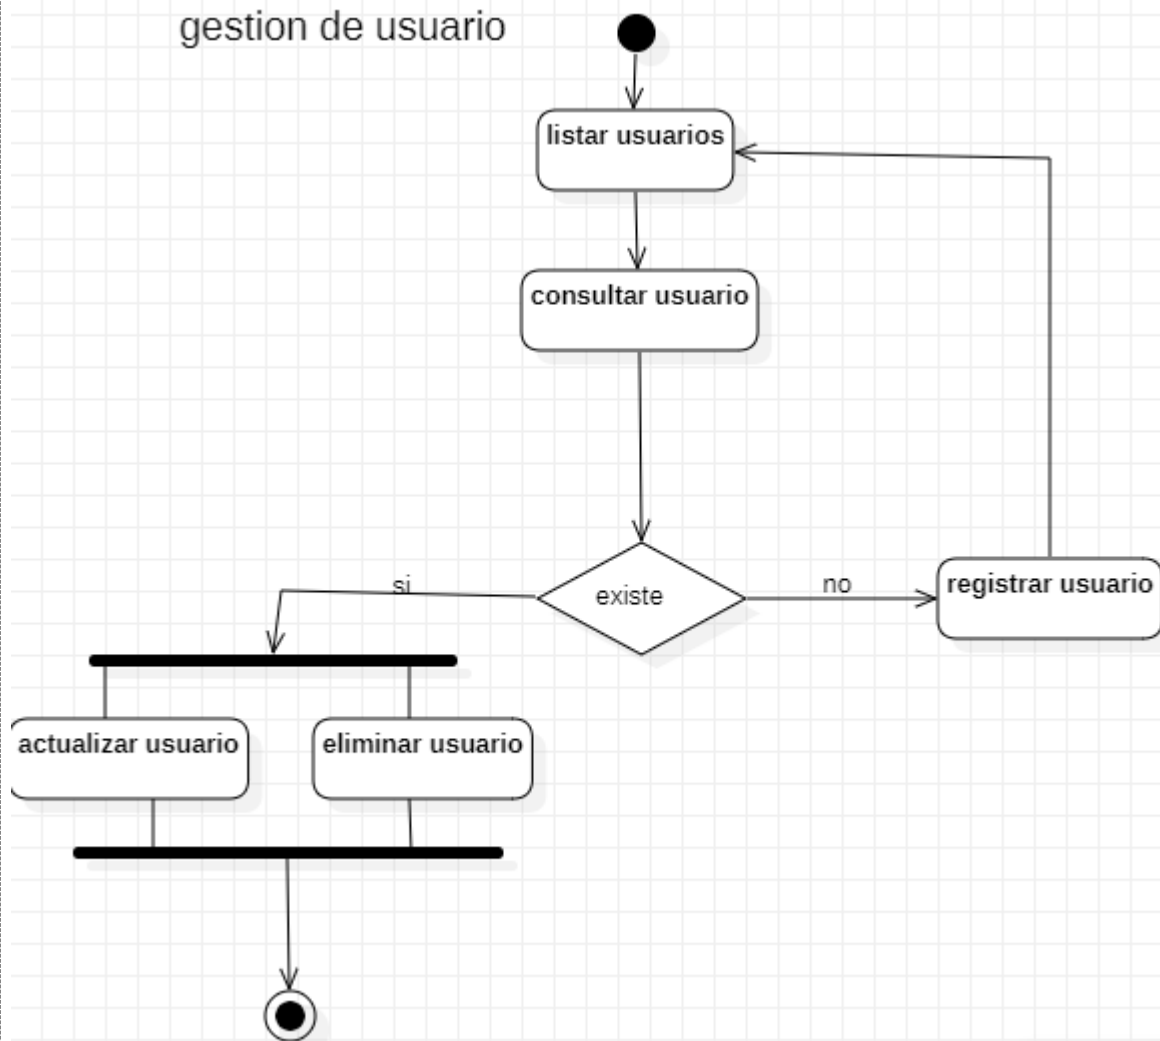 gestion de usuario
listar usuarios
consultar usuario
existe
si
no
registrar usuario
actualizar usuario
eliminar usuario